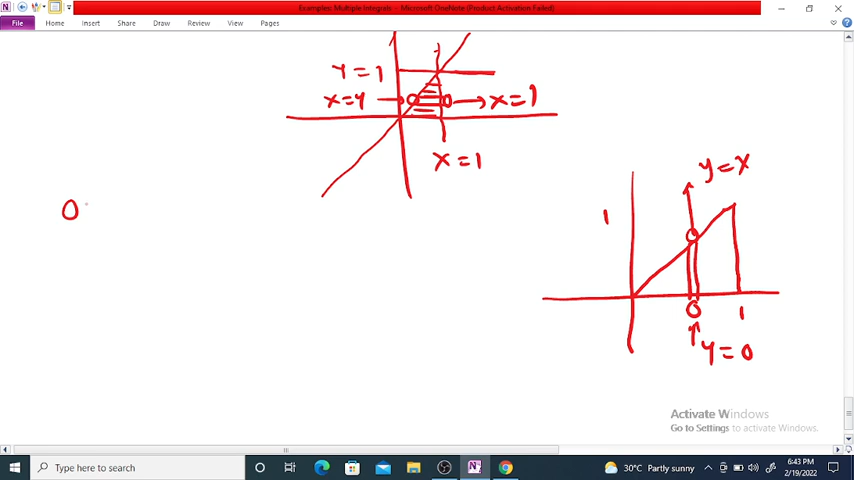 Examples: Multiple Integrals -- Microsoft OneNote (Product Activation Failed)
File Home Insert Share Draw Review View Pages
Y = 1
x = y → x = 1
x = 1
y = x
1
0 1
y = 0
0
Activate Windows
Go to Settings to activate Windows.
Type here to search
30°C Partly sunny
6:43 PM
2/19/2022